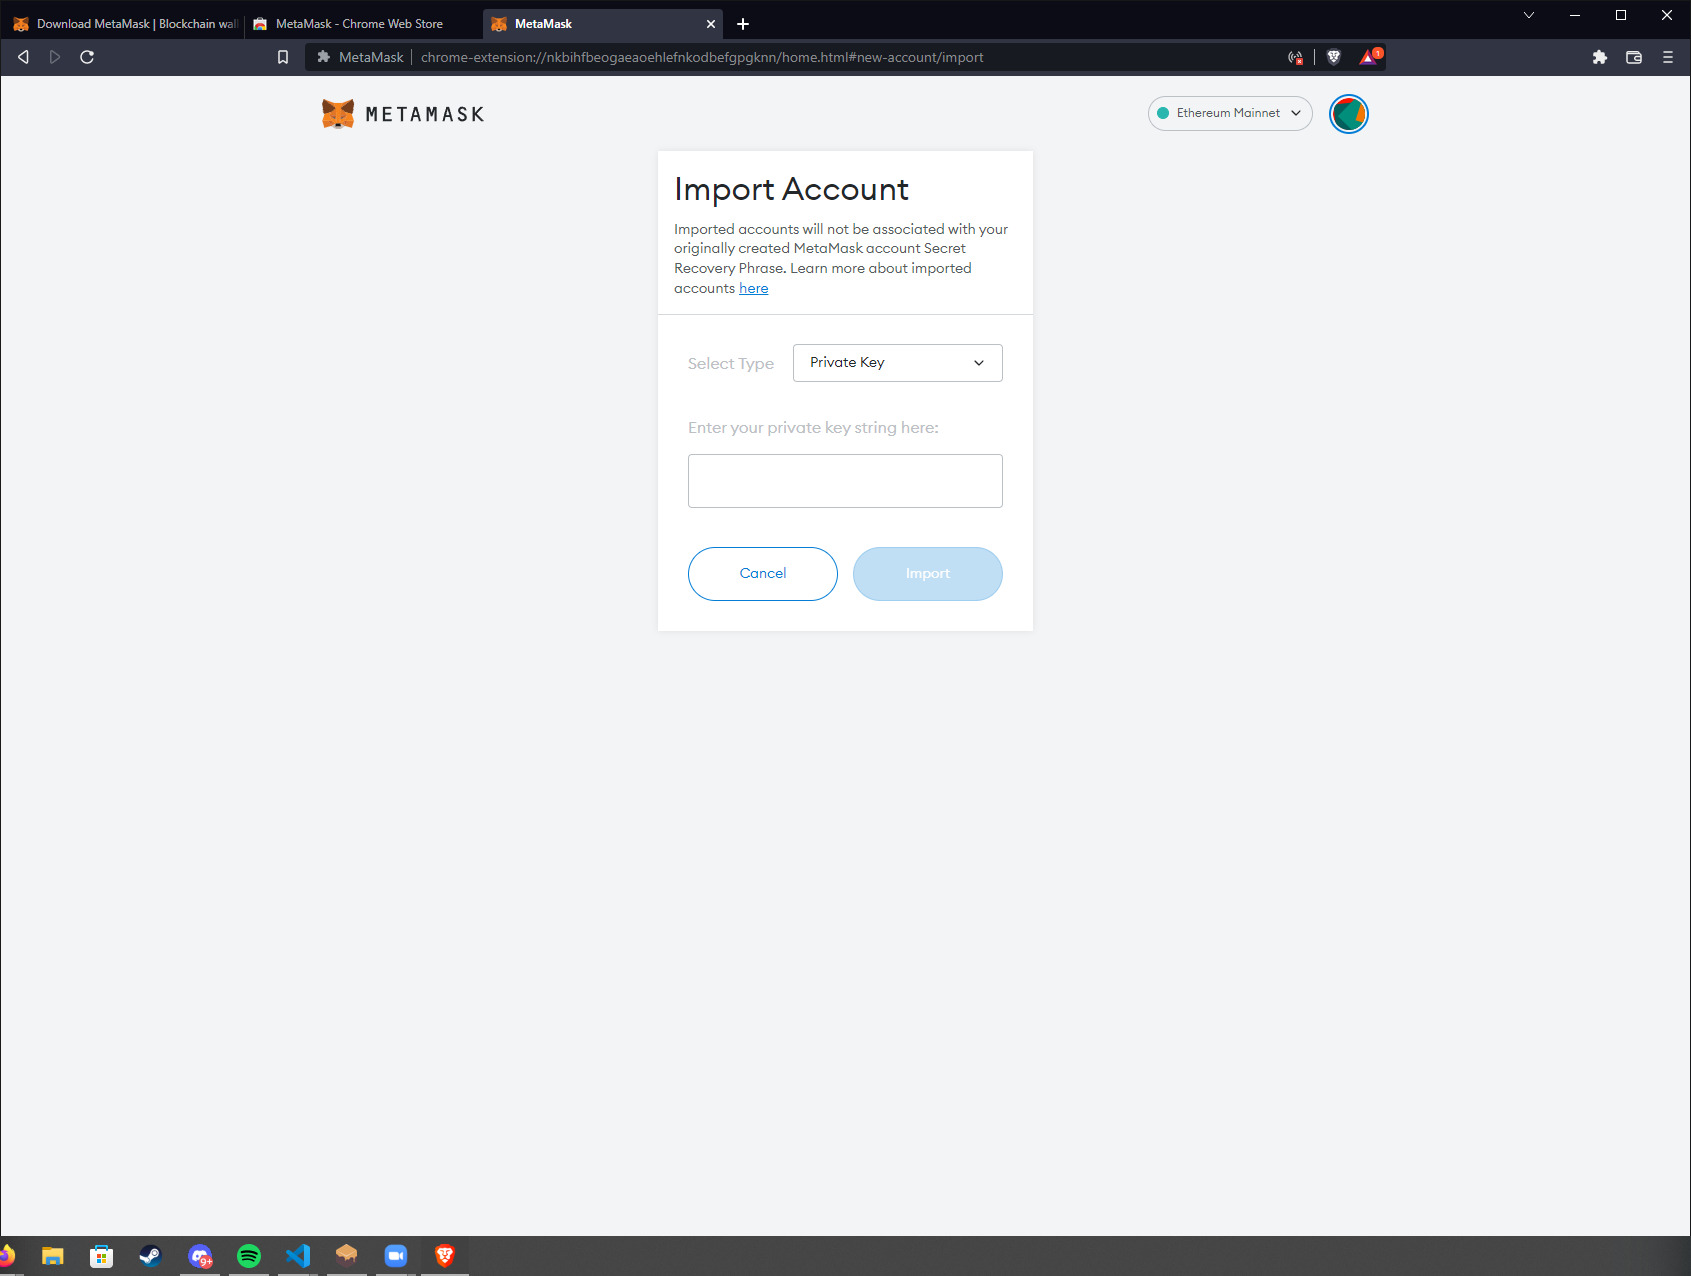 Download MetaMask | Blockchain wal
MetaMask - Chrome Web Store
MetaMask
MetaMask
chrome-extension://nkbihfbeogaeaoehlefnkodbefgpgknn/home.html#new-account/import
1
METAMASK
Ethereum Mainnet
Import Account
Imported accounts will not be associated with your
originally created MetaMask account Secret
Recovery Phrase. Learn more about imported
accounts here
Select Type
Private Key
Enter your private key string here:
Cancel
Import
9+